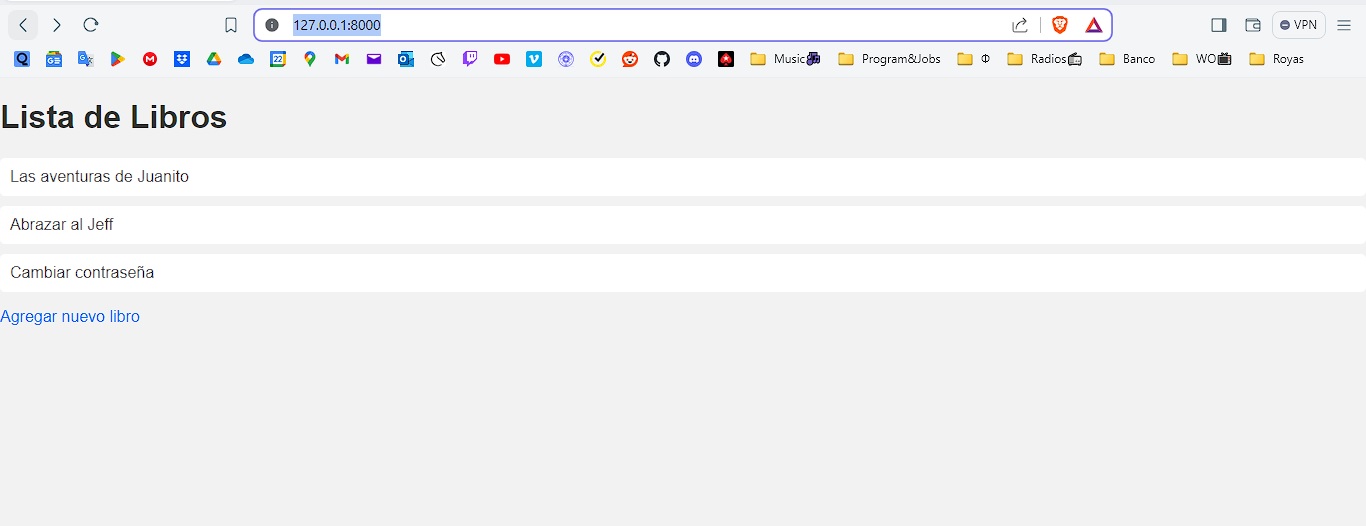 127.0.0.1:8000
VPN
Music Program&Jobs Φ Radios Banco WO Royas
Lista de Libros
Las aventuras de Juanito
Abrazar al Jeff
Cambiar contraseña
Agregar nuevo libro